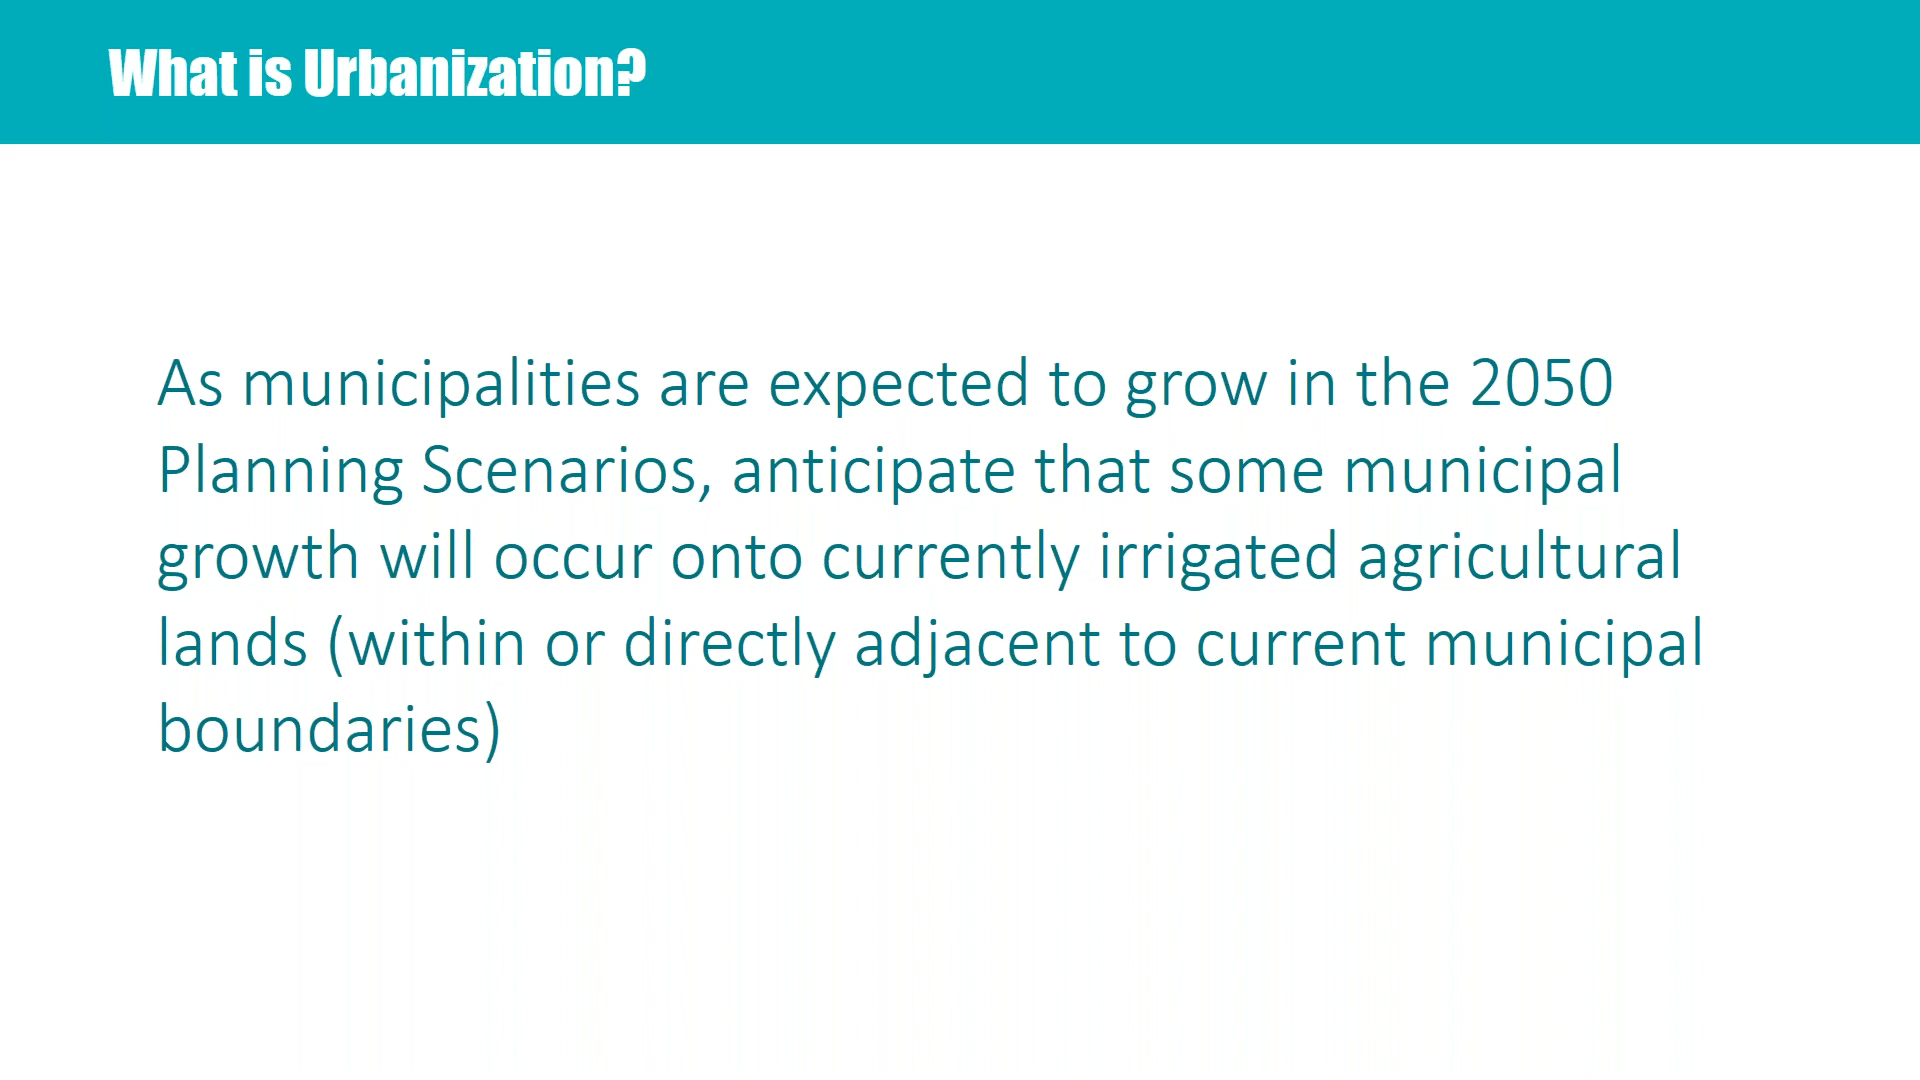 What is Urbanization?
As municipalities are expected to grow in the 2050
Planning Scenarios, anticipate that some municipal
growth will occur onto currently irrigated agricultural
lands (within or directly adjacent to current municipal
boundaries)